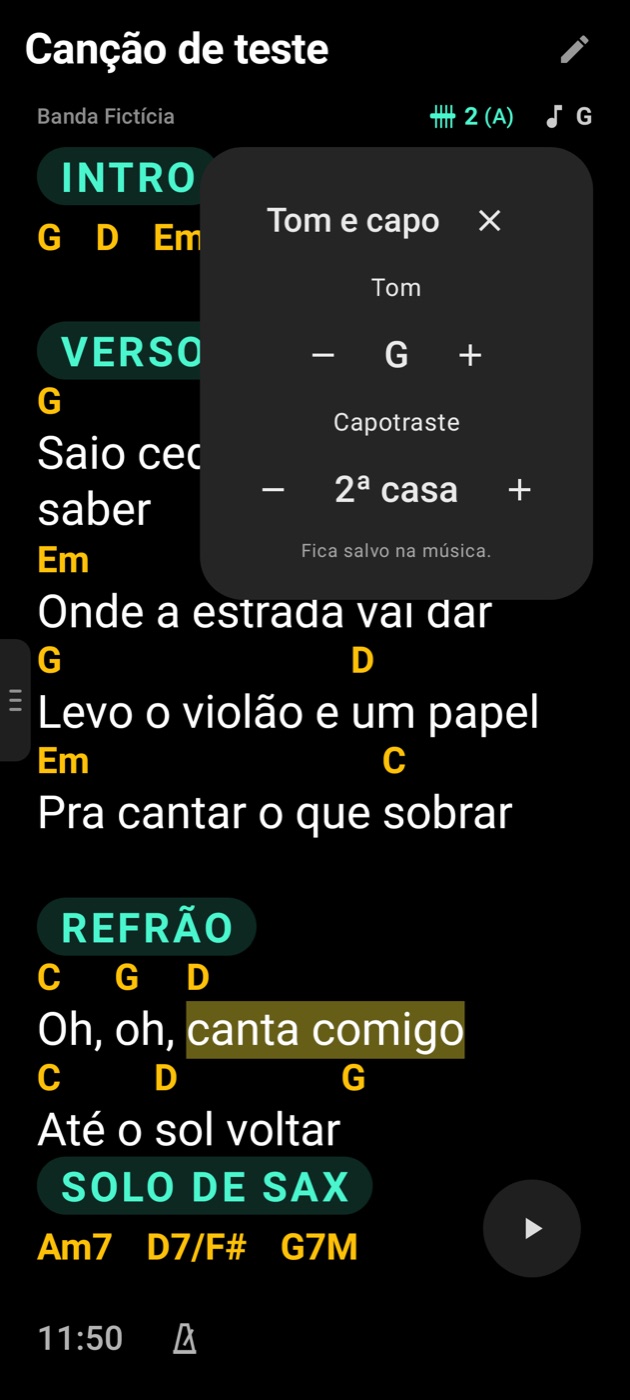 Canção de teste
Banda Fictícia 2 (A) G
INTRO
G D Em
Tom e capo
Tom
− G +
Capotraste
− 2ª casa +
Fica salvo na música.
VERSO
G
Saio
saber
Em
Onde a estrada vai dar
G D
Levo o violão e um papel
Em C
Pra cantar o que sobrar
REFRÃO
C G D
Oh, oh, canta comigo
C D G
Até o sol voltar
SOLO DE SAX
Am7 D7/F# G7M
11:50